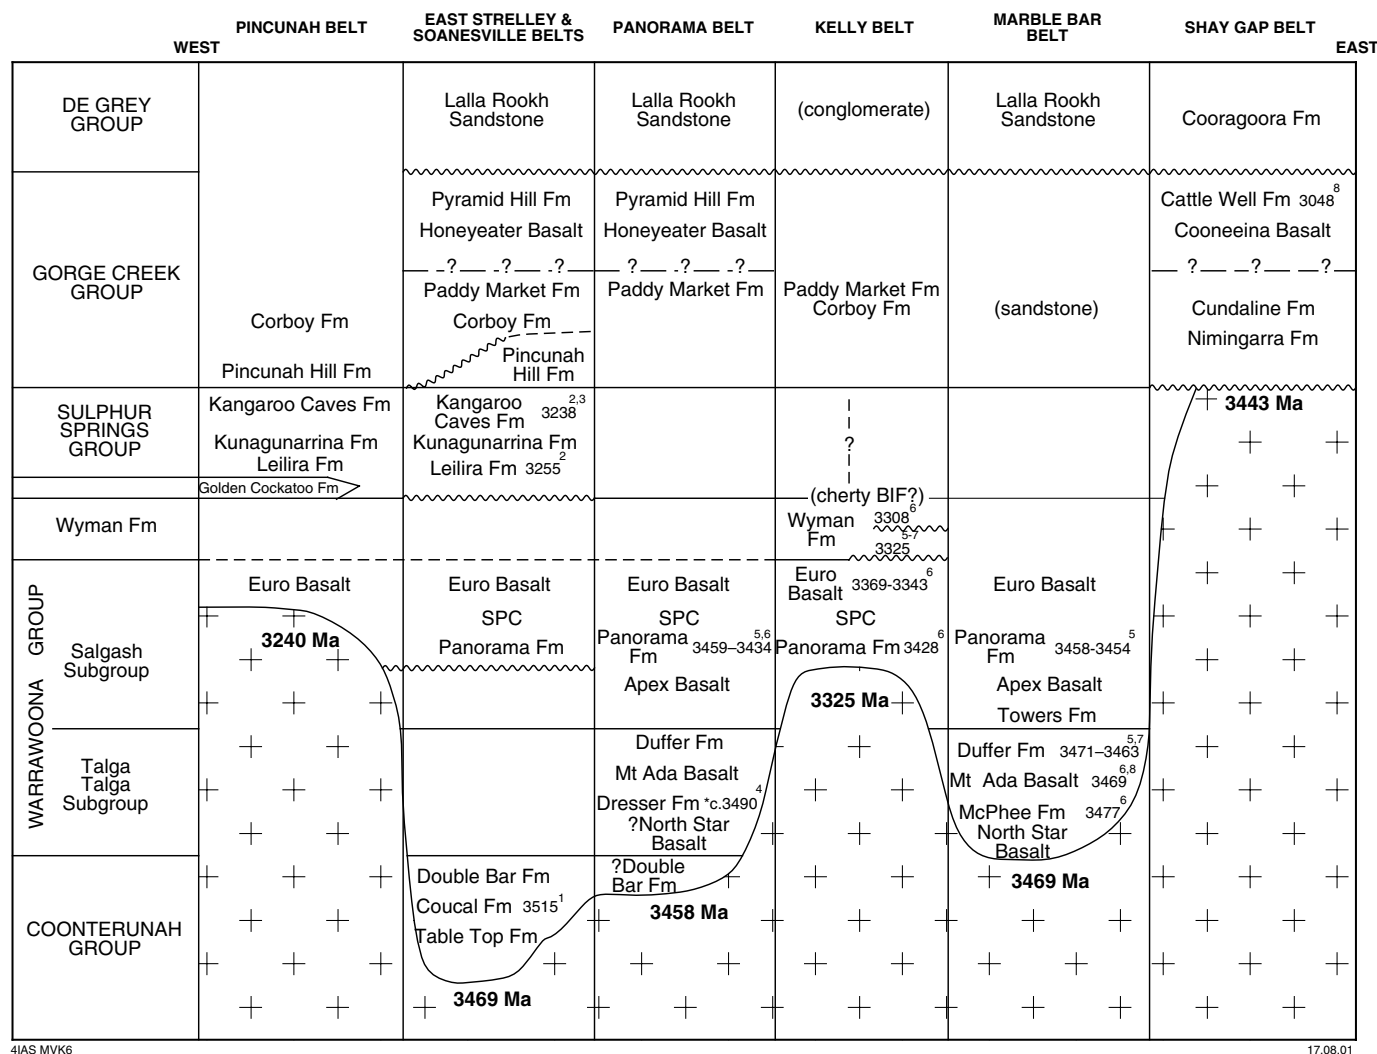 WEST
PINCUNAH BELT
EAST STRELLEY &
SOANESVILLE BELTS
PANORAMA BELT
KELLY BELT
MARBLE BAR
BELT
SHAY GAP BELT
EAST
DE GREY
GROUP
Lalla Rookh
Sandstone
Lalla Rookh
Sandstone
(conglomerate)
Lalla Rookh
Sandstone
Cooragoora Fm
GORGE CREEK
GROUP
Corboy Fm
Pincunah Hill Fm
Pyramid Hill Fm
Honeyeater Basalt
? ? ?
Paddy Market Fm
Corboy Fm
Pincunah
Hill Fm
Pyramid Hill Fm
Honeyeater Basalt
? ? ?
Paddy Market Fm
Paddy Market Fm
Corboy Fm
(sandstone)
Cattle Well Fm 3048 8
Cooneeina Basalt
? ? ?
Cundaline Fm
Nimingarra Fm
SULPHUR
SPRINGS
GROUP
Kangaroo Caves Fm
Kunagunarrina Fm
Leilira Fm
Golden Cockatoo Fm
Kangaroo
Caves Fm 3238 2,3
Kunagunarrina Fm
Leilira Fm 3255 2
?
(cherty BIF?)
3443 Ma
Wyman Fm
Wyman
Fm
3308 6
3325 5-7
WARRAWOONA GROUP
Salgash
Subgroup
Euro Basalt
3240 Ma
Euro Basalt
SPC
Panorama Fm
Euro Basalt
SPC
Panorama
Fm 3459–3434 5,6
Apex Basalt
Euro
Basalt 3369-3343 6
SPC
Panorama Fm 3428 6
3325 Ma
Euro Basalt
Panorama
Fm 3458-3454 5
Apex Basalt
Towers Fm
Talga
Talga
Subgroup
Duffer Fm
Mt Ada Basalt
Dresser Fm *c.3490 4
?North Star
Basalt
Duffer Fm 3471–3463 5,7
Mt Ada Basalt 3469 6,8
McPhee Fm 3477 6
North Star
Basalt
3469 Ma
COONTERUNAH
GROUP
Double Bar Fm
Coucal Fm 3515 1
Table Top Fm
3469 Ma
?Double
Bar Fm
3458 Ma
4IAS MVK6
17.08.01